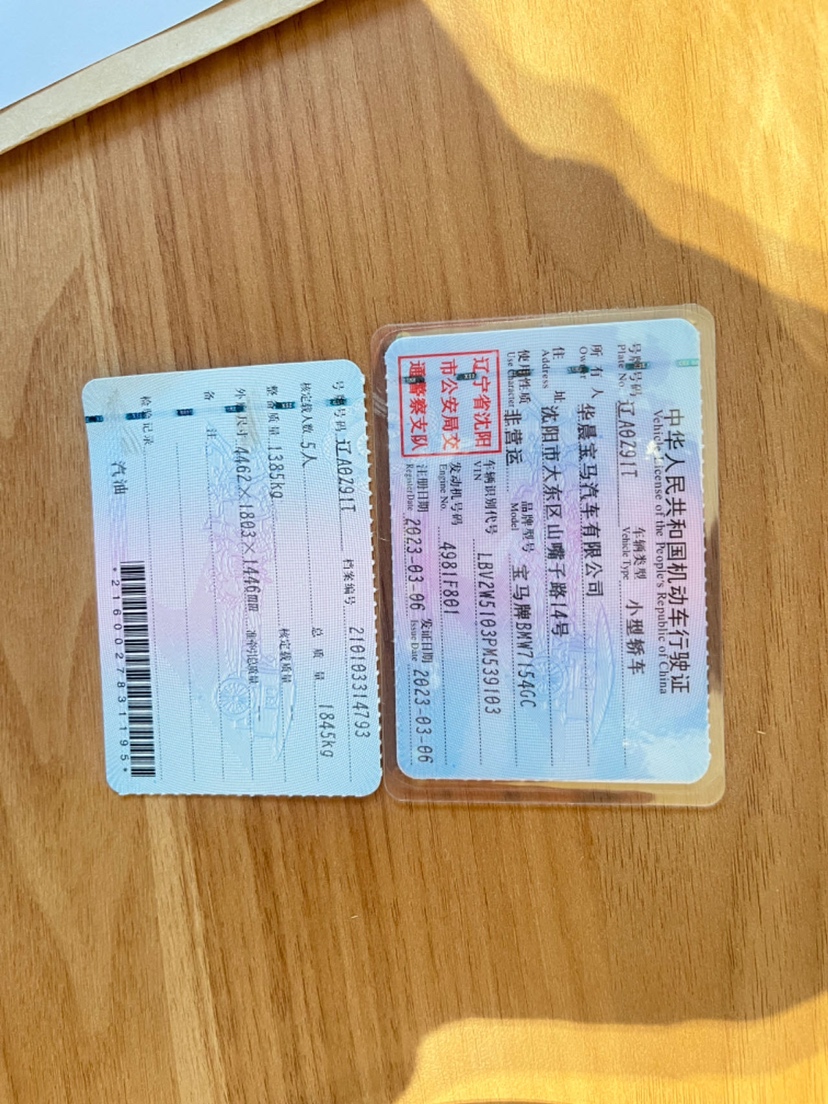 中华人民共和国机动车行驶证
Vehicle License of the People's Republic of China
号牌号码 辽A0Z91T 车辆类型 小型轿车
Plate No. Vehicle Type
所有人 华晨宝马汽车有限公司
Owner
住址 沈阳市大东区山嘴子路14号
Address
使用性质 非营运 品牌型号 宝马牌BMW7154GC
Use Character Model
辽宁省沈阳
市公安局交
通警察支队
车辆识别代号 LBV2W5103PM539103
VIN
发动机号码 4981F801
Engine No.
注册日期 2023-03-06 发证日期 2023-03-06
Register Date Issue Date
号牌号码 辽A0Z91T 档案编号 210103314793
核定载人数 5人 总质量 1845kg
整备质量 1385kg 核定载质量
外廓尺寸 4462×1803×1446mm 准牵引总质量
备注
检验记录
汽油
*2160027831195*